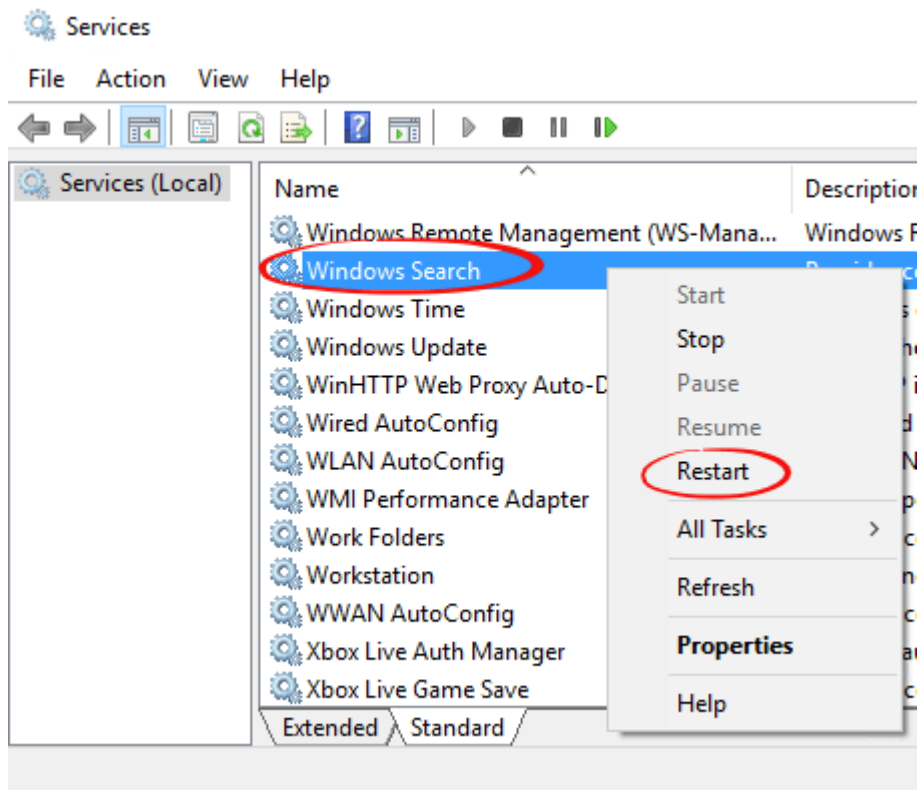 Services
File Action View Help
Services (Local)
Name Description
Windows Remote Management (WS-Mana... Windows
Windows Search
Windows Time
Windows Update
WinHTTP Web Proxy Auto-D
Wired AutoConfig
WLAN AutoConfig
WMI Performance Adapter
Work Folders
Workstation
WWAN AutoConfig
Xbox Live Auth Manager
Xbox Live Game Save
Start
Stop
Pause
Resume
Restart
All Tasks
Refresh
Properties
Help
Extended Standard